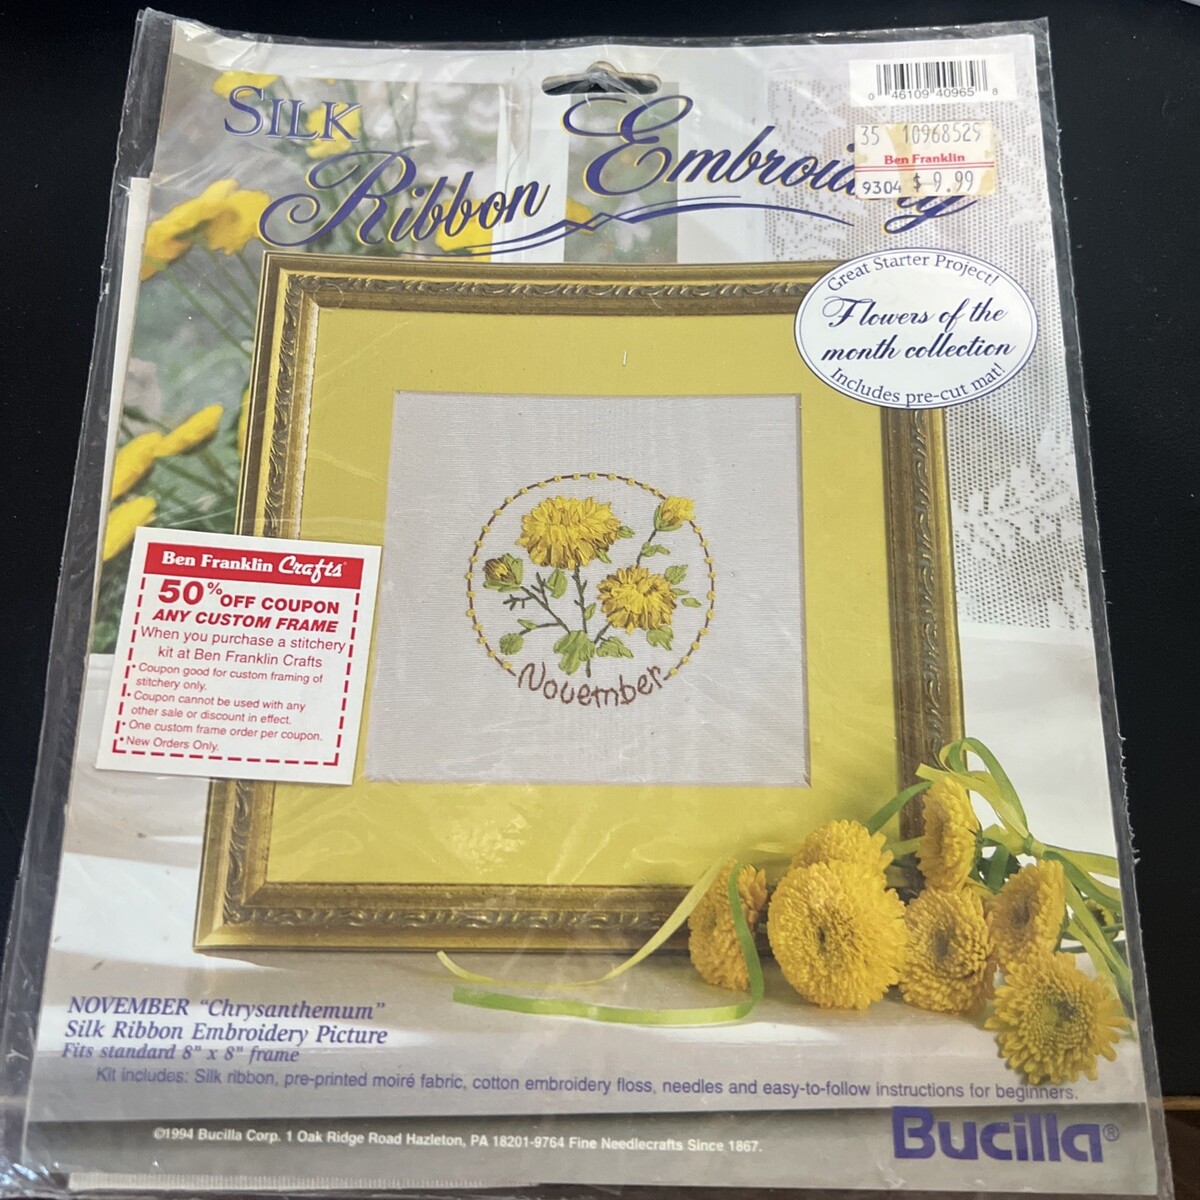 SILK
Ribbon Embroidery
0 46109 40965 8
35 10968525
Ben Franklin
9304 $ 9.99
Great Starter Project!
Flowers of the
month collection
Includes pre-cut mat!
November
Ben Franklin Crafts
50% OFF COUPON
ANY CUSTOM FRAME
When you purchase a stitchery
kit at Ben Franklin Crafts
• Coupon good for custom framing of
stitchery only.
• Coupon cannot be used with any
other sale or discount in effect.
• One custom frame order per coupon.
• New Orders Only.
NOVEMBER "Chrysanthemum"
Silk Ribbon Embroidery Picture
Fits standard 8" x 8" frame
Kit includes: Silk ribbon, pre-printed moiré fabric, cotton embroidery floss, needles and easy-to-follow instructions for beginners.
©1994 Bucilla Corp. 1 Oak Ridge Road Hazleton, PA 18201-9764 Fine Needlecrafts Since 1867.
Bucilla®